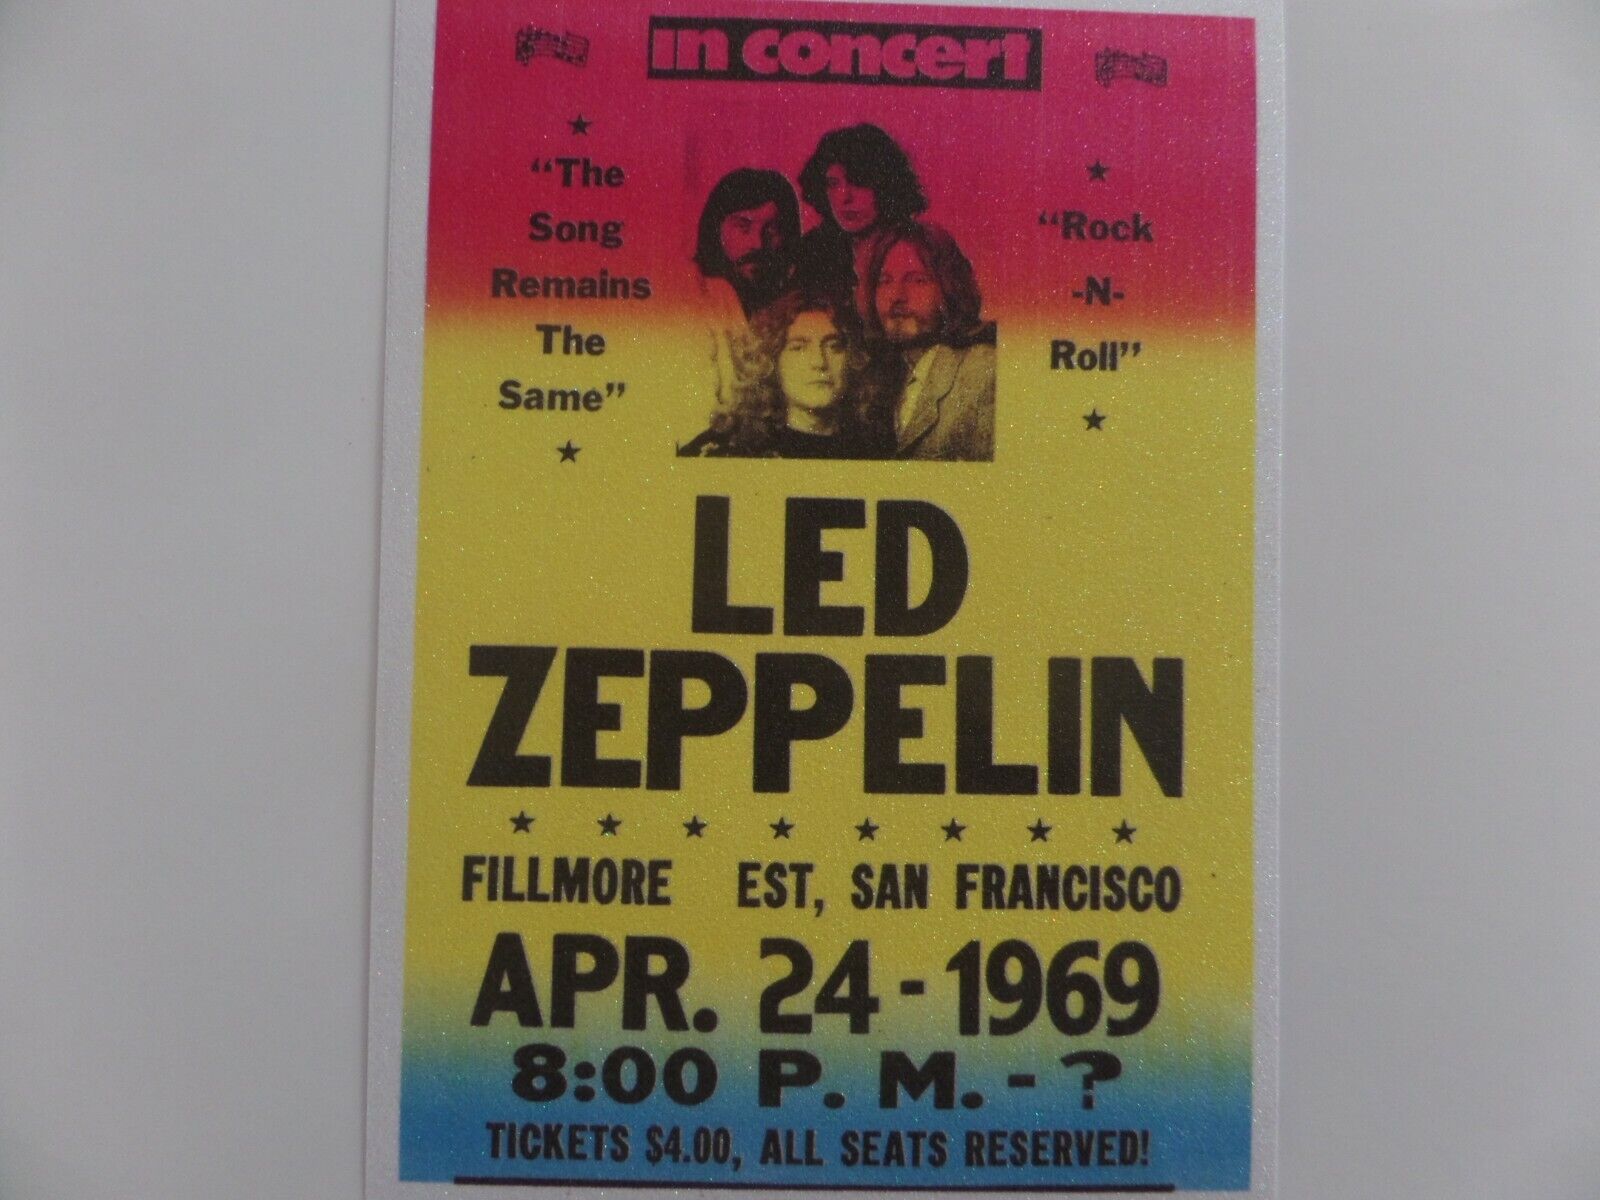 in concert
“The
Song
Remains
The
Same”
“Rock
-N-
Roll”
LED
ZEPPELIN
FILLMORE EST, SAN FRANCISCO
APR. 24-1969
8:00 P. M. - ?
TICKETS $4.00, ALL SEATS RESERVED!